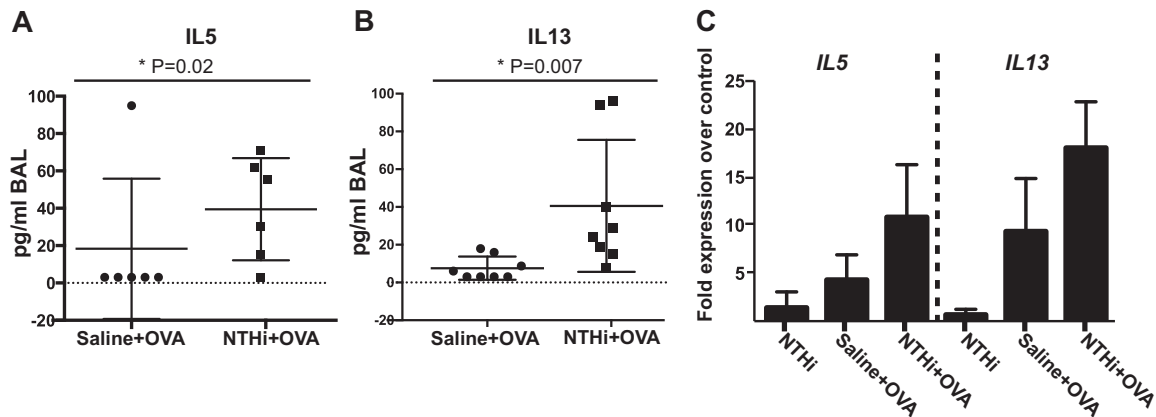 A
IL5
* P=0.02
pg/ml BAL
100
80
60
40
20
0
-20
Saline+OVA
NTHi+OVA
B
IL13
* P=0.007
pg/ml BAL
100
80
60
40
20
0
-20
Saline+OVA
NTHi+OVA
C
IL5
IL13
Fold expression over control
25
20
15
10
5
NTHi
Saline+OVA
NTHi+OVA
NTHi
Saline+OVA
NTHi+OVA